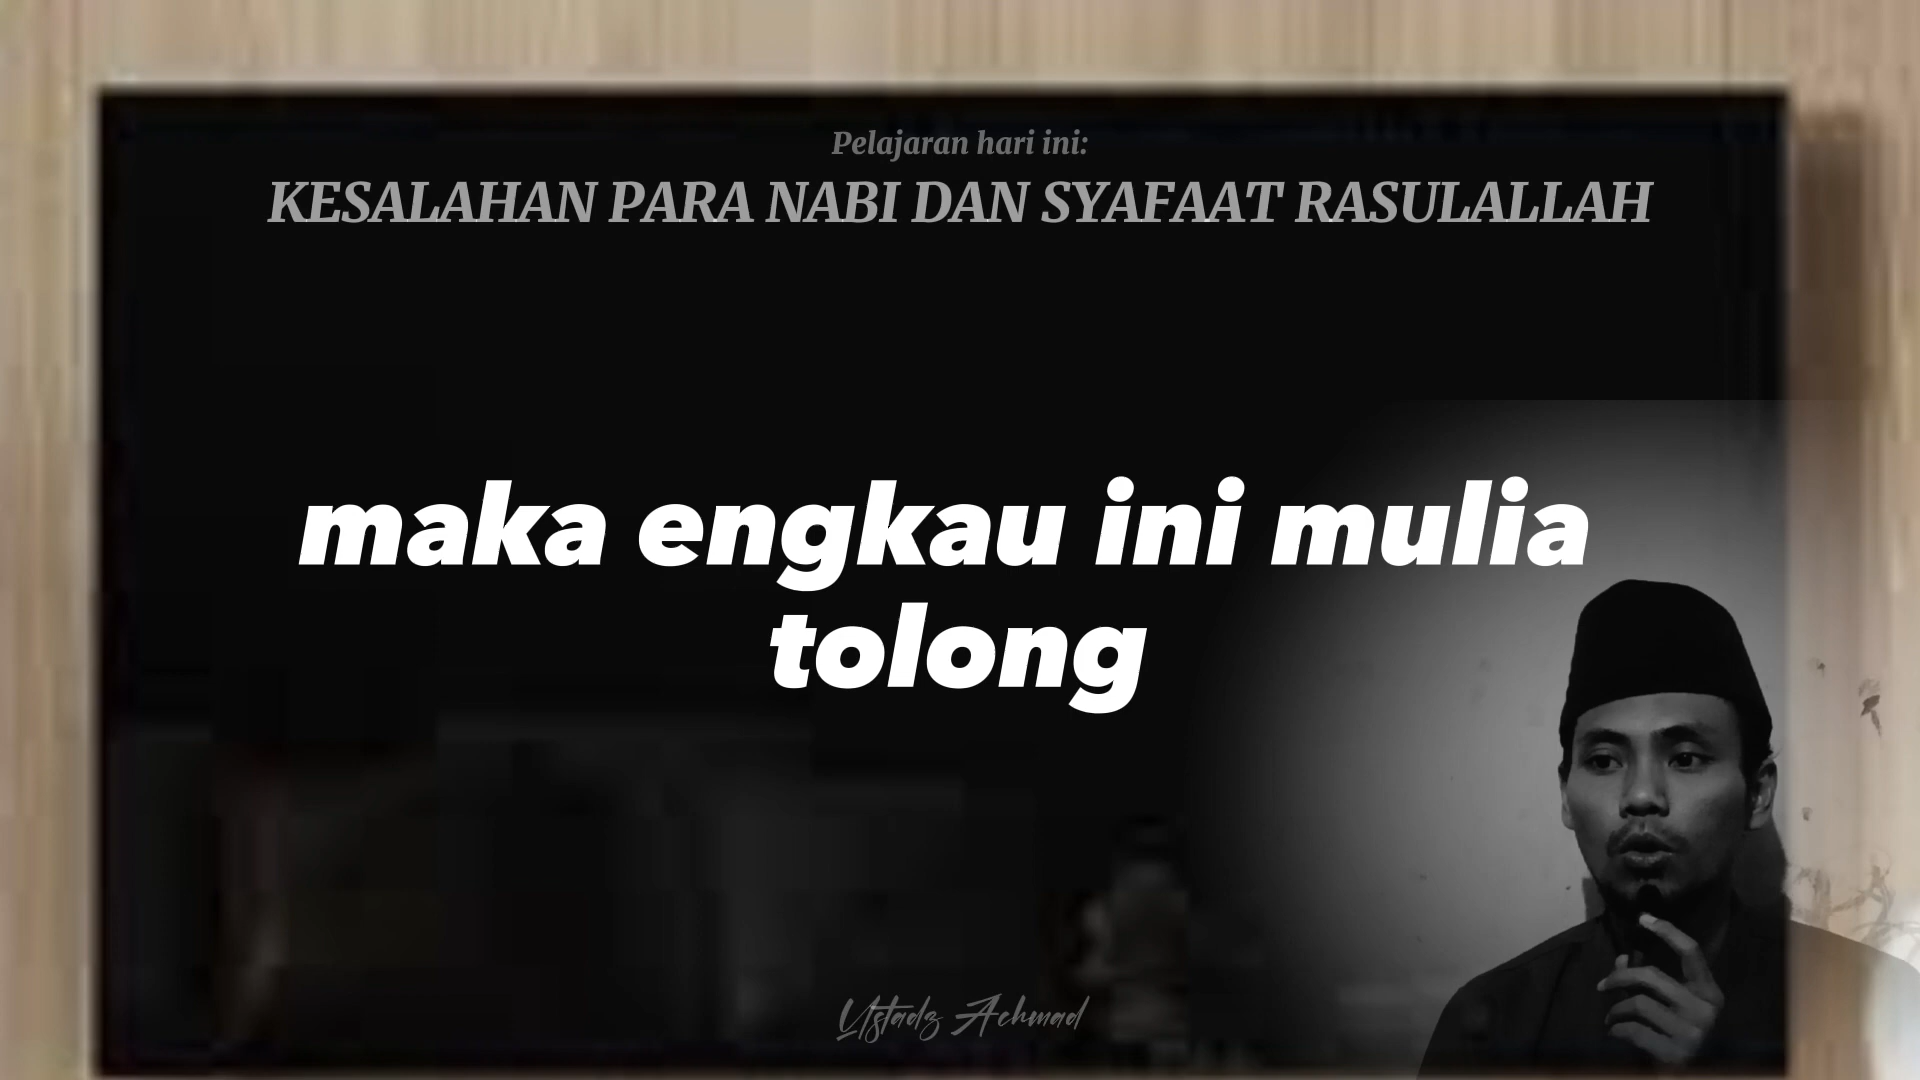 Pelajaran hari ini:
KESALAHAN PARA NABI DAN SYAFAAT RASULALLAH
maka engkau ini mulia
tolong
Ustadz Achmad